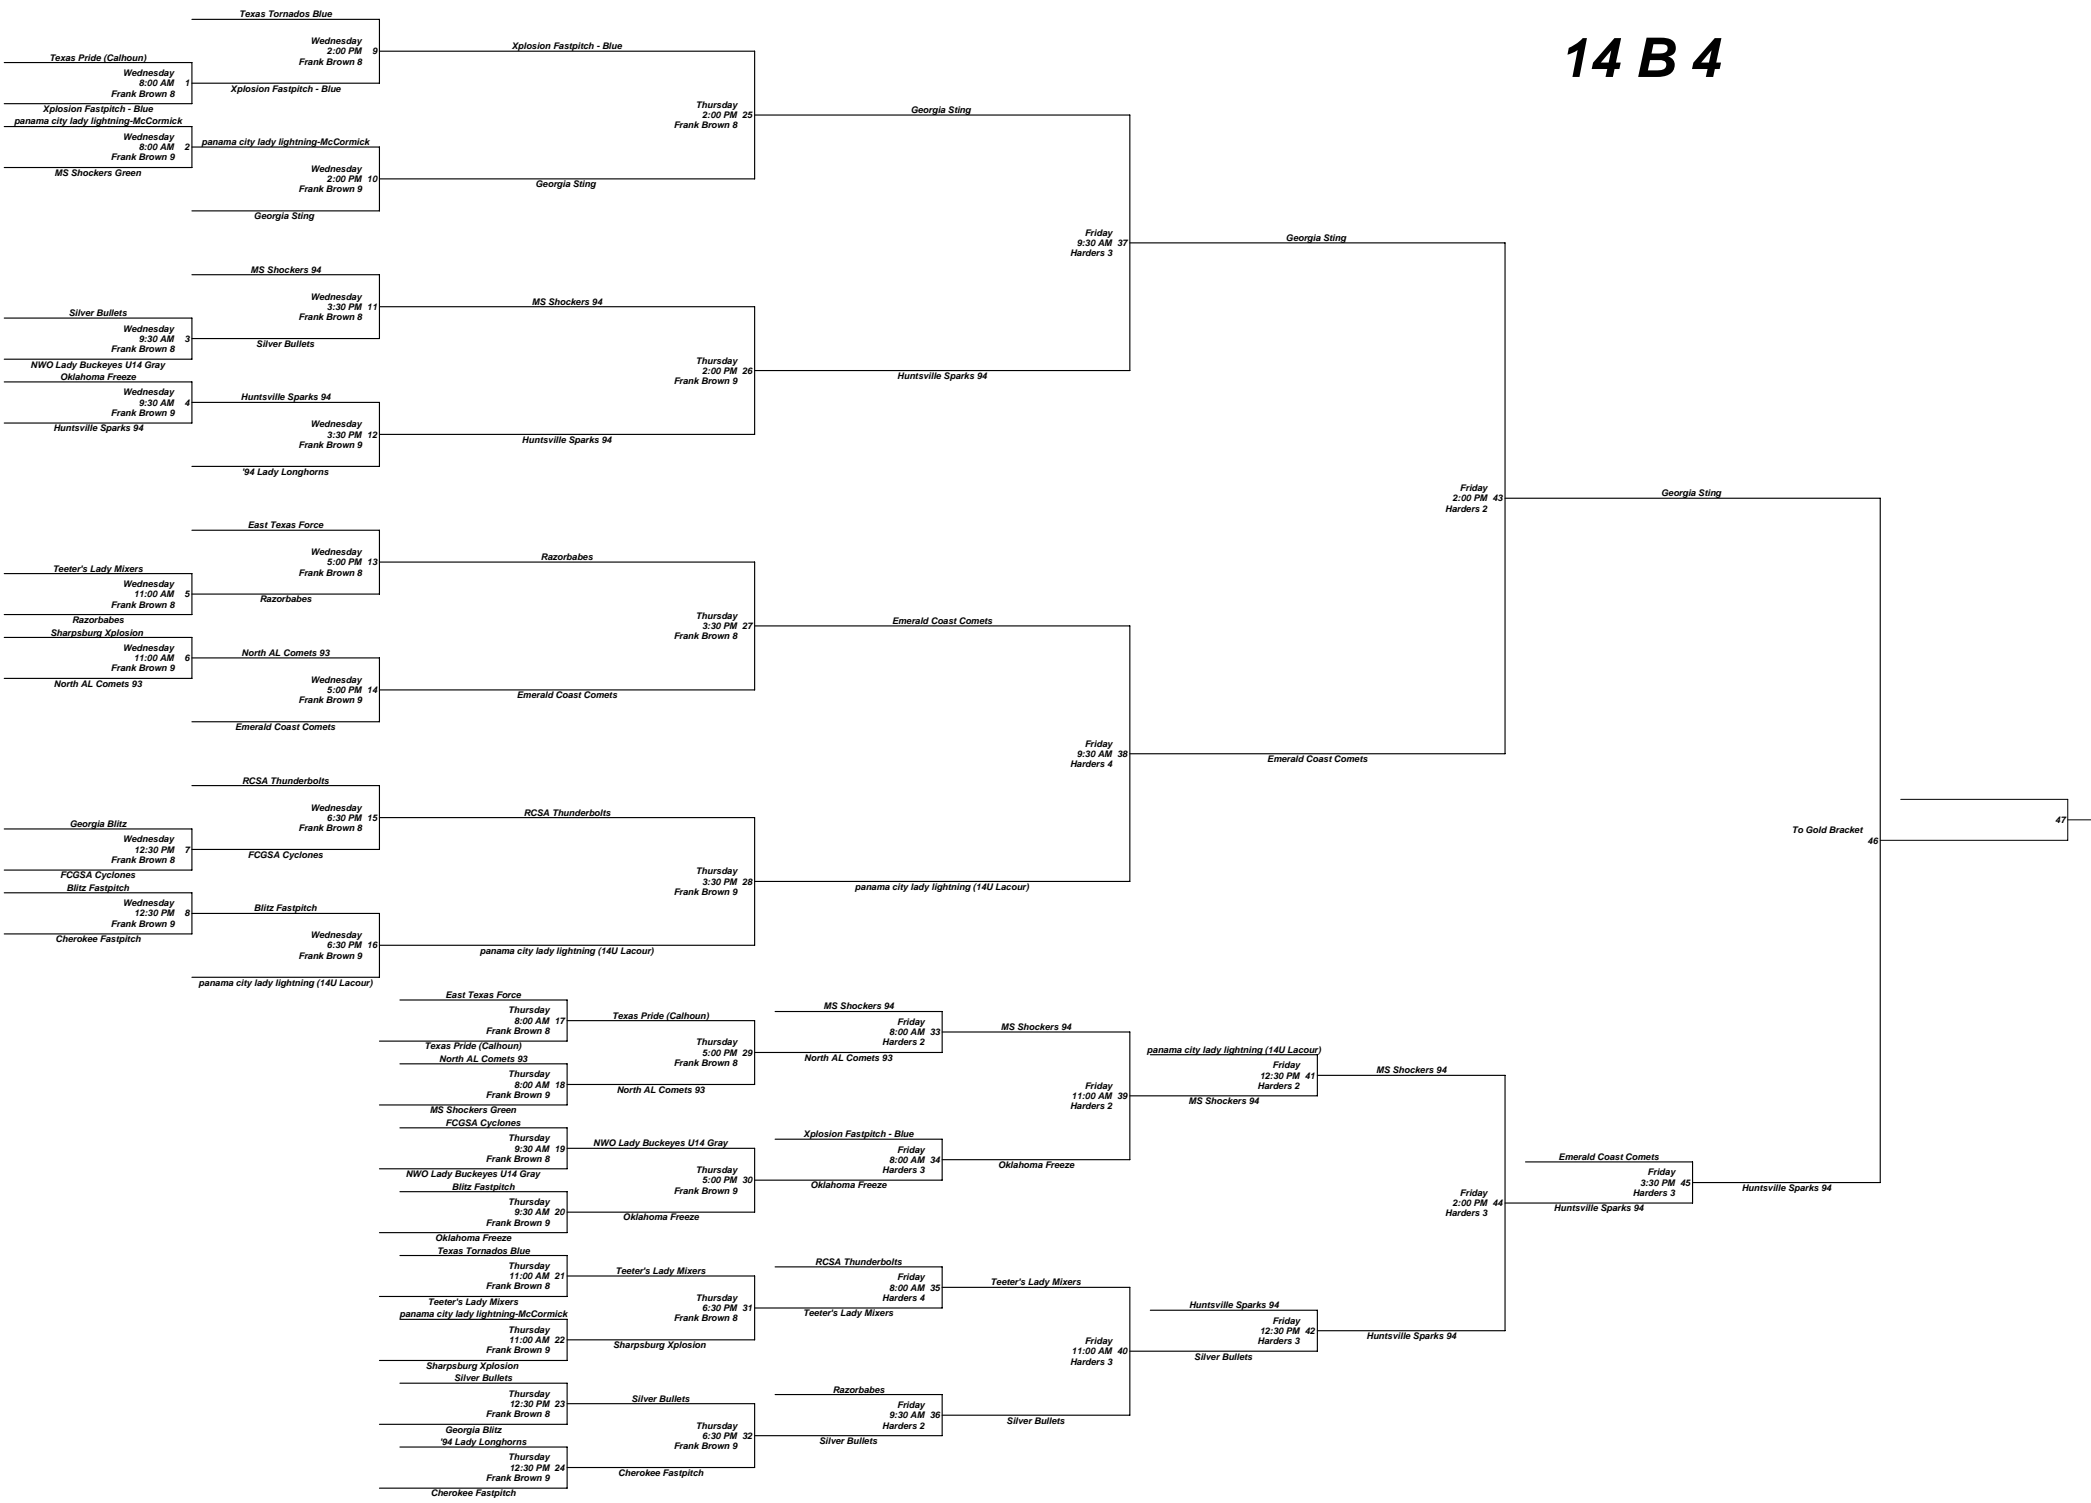 14 B 4
Texas Tornados Blue
Wednesday
2:00 PM 9
Frank Brown 8
Xplosion Fastpitch - Blue
Texas Pride (Calhoun)
Wednesday
8:00 AM 1
Frank Brown 8
Xplosion Fastpitch - Blue
Xplosion Fastpitch - Blue
panama city lady lightning-McCormick
Wednesday
8:00 AM 2
Frank Brown 9
MS Shockers Green
panama city lady lightning-McCormick
Wednesday
2:00 PM 10
Frank Brown 9
Georgia Sting
Georgia Sting
Thursday
2:00 PM 25
Frank Brown 8
Georgia Sting
Friday
9:30 AM 37
Harders 3
Georgia Sting
MS Shockers 94
Wednesday
3:30 PM 11
Frank Brown 8
MS Shockers 94
Silver Bullets
Wednesday
9:30 AM 3
Frank Brown 8
Silver Bullets
NWO Lady Buckeyes U14 Gray
Oklahoma Freeze
Wednesday
9:30 AM 4
Frank Brown 9
Huntsville Sparks 94
Huntsville Sparks 94
Wednesday
3:30 PM 12
Frank Brown 9
Huntsville Sparks 94
'94 Lady Longhorns
Thursday
2:00 PM 26
Frank Brown 9
Huntsville Sparks 94
Friday
2:00 PM 43
Harders 2
Georgia Sting
East Texas Force
Wednesday
5:00 PM 13
Frank Brown 8
Razorbabes
Teeter's Lady Mixers
Wednesday
11:00 AM 5
Frank Brown 8
Razorbabes
Razorbabes
Sharpsburg Xplosion
Wednesday
11:00 AM 6
Frank Brown 9
North AL Comets 93
North AL Comets 93
Wednesday
5:00 PM 14
Frank Brown 9
Emerald Coast Comets
Emerald Coast Comets
Thursday
3:30 PM 27
Frank Brown 8
Emerald Coast Comets
Friday
9:30 AM 38
Harders 4
Emerald Coast Comets
RCSA Thunderbolts
Wednesday
6:30 PM 15
Frank Brown 8
RCSA Thunderbolts
Georgia Blitz
Wednesday
12:30 PM 7
Frank Brown 8
FCGSA Cyclones
FCGSA Cyclones
Blitz Fastpitch
Wednesday
12:30 PM 8
Frank Brown 9
Cherokee Fastpitch
Blitz Fastpitch
Wednesday
6:30 PM 16
Frank Brown 9
panama city lady lightning (14U Lacour)
panama city lady lightning (14U Lacour)
Thursday
3:30 PM 28
Frank Brown 9
panama city lady lightning (14U Lacour)
To Gold Bracket
46
47
East Texas Force
Thursday
8:00 AM 17
Frank Brown 8
Texas Pride (Calhoun)
Texas Pride (Calhoun)
North AL Comets 93
Thursday
8:00 AM 18
Frank Brown 9
MS Shockers Green
Thursday
5:00 PM 29
Frank Brown 8
North AL Comets 93
MS Shockers 94
Friday
8:00 AM 33
Harders 2
North AL Comets 93
MS Shockers 94
FCGSA Cyclones
Thursday
9:30 AM 19
Frank Brown 8
NWO Lady Buckeyes U14 Gray
NWO Lady Buckeyes U14 Gray
Blitz Fastpitch
Thursday
9:30 AM 20
Frank Brown 9
Oklahoma Freeze
Thursday
5:00 PM 30
Frank Brown 9
Oklahoma Freeze
Xplosion Fastpitch - Blue
Friday
8:00 AM 34
Harders 3
Oklahoma Freeze
Oklahoma Freeze
Friday
11:00 AM 39
Harders 2
panama city lady lightning (14U Lacour)
Friday
12:30 PM 41
Harders 2
MS Shockers 94
MS Shockers 94
Texas Tornados Blue
Thursday
11:00 AM 21
Frank Brown 8
Teeter's Lady Mixers
Teeter's Lady Mixers
panama city lady lightning-McCormick
Thursday
11:00 AM 22
Frank Brown 9
Sharpsburg Xplosion
Thursday
6:30 PM 31
Frank Brown 8
Sharpsburg Xplosion
RCSA Thunderbolts
Friday
8:00 AM 35
Harders 4
Teeter's Lady Mixers
Teeter's Lady Mixers
Silver Bullets
Thursday
12:30 PM 23
Frank Brown 8
Georgia Blitz
Silver Bullets
'94 Lady Longhorns
Thursday
12:30 PM 24
Frank Brown 9
Cherokee Fastpitch
Thursday
6:30 PM 32
Frank Brown 9
Cherokee Fastpitch
Razorbabes
Friday
9:30 AM 36
Harders 2
Silver Bullets
Silver Bullets
Friday
11:00 AM 40
Harders 3
Huntsville Sparks 94
Friday
12:30 PM 42
Harders 3
Silver Bullets
Huntsville Sparks 94
Friday
2:00 PM 44
Harders 3
Emerald Coast Comets
Friday
3:30 PM 45
Harders 3
Huntsville Sparks 94
Huntsville Sparks 94